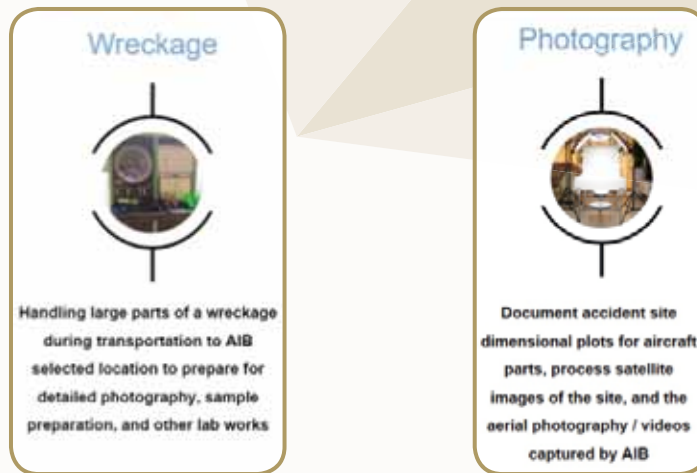 Wreckage
Handling large parts of a wreckage
during transportation to AIB
selected location to prepare for
detailed photography, sample
preparation, and other lab works
Photography
Document accident site
dimensional plots for aircraft
parts, process satellite
images of the site, and the
aerial photography / videos
captured by AIB